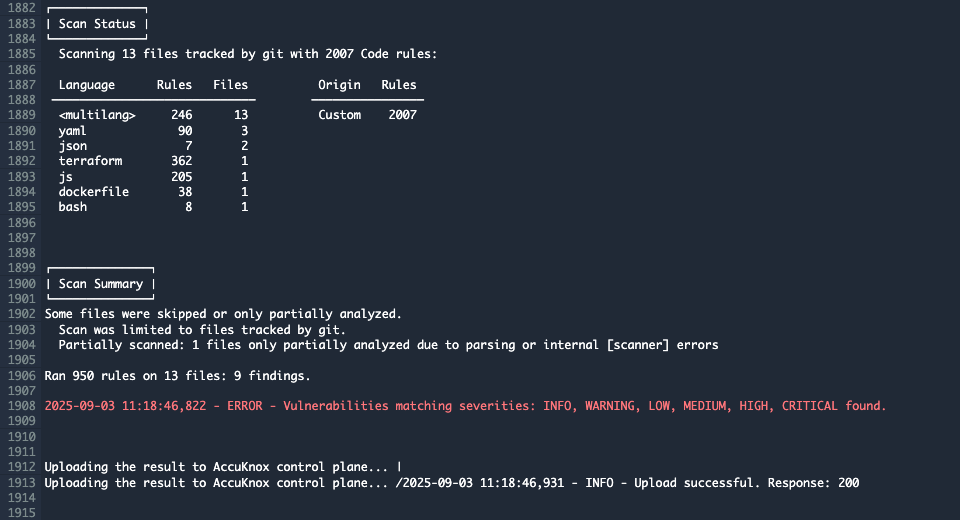 1882
1883 | Scan Status |
1884
1885 Scanning 13 files tracked by git with 2007 Code rules:
1886
1887 Language Rules Files Origin Rules
1888
1889 <multilang> 246 13 Custom 2007
1890 yaml 90 3
1891 json 7 2
1892 terraform 362 1
1893 js 205 1
1894 dockerfile 38 1
1895 bash 8 1
1896
1897
1898
1899
1900 | Scan Summary |
1901
1902 Some files were skipped or only partially analyzed.
1903 Scan was limited to files tracked by git.
1904 Partially scanned: 1 files only partially analyzed due to parsing or internal [scanner] errors
1905
1906 Ran 950 rules on 13 files: 9 findings.
1907
1908 2025-09-03 11:18:46,822 - ERROR - Vulnerabilities matching severities: INFO, WARNING, LOW, MEDIUM, HIGH, CRITICAL found.
1909
1910
1911
1912 Uploading the result to AccuKnox control plane... |
1913 Uploading the result to AccuKnox control plane... /2025-09-03 11:18:46,931 - INFO - Upload successful. Response: 200
1914
1915